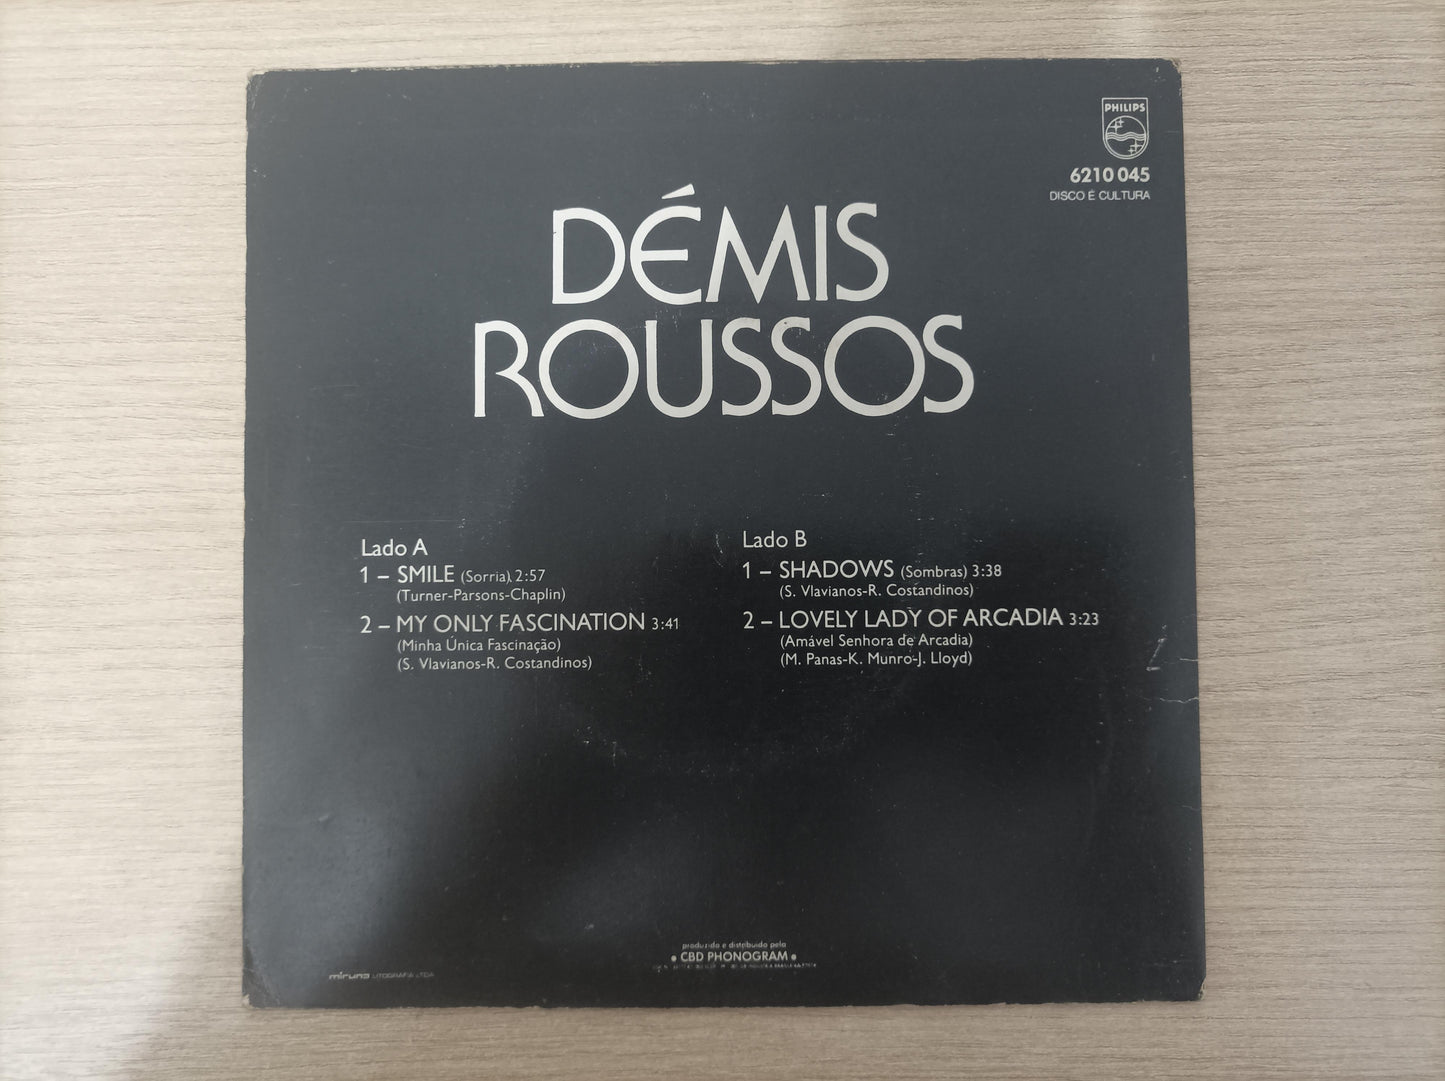 PHILIPS
6210 045
DISCO É CULTURA
DÉMIS
ROUSSOS
Lado A
1 – SMILE (Sorria) 2:57
(Turner-Parsons-Chaplin)
2 – MY ONLY FASCINATION 3:41
(Minha Única Fascinação)
(S. Vlavianos-R. Costandinos)
Lado B
1 – SHADOWS (Sombras) 3:38
(S. Vlavianos-R. Costandinos)
2 – LOVELY LADY OF ARCADIA 3:23
(Amável Senhora de Arcadia)
(M. Panas-K. Munro-J. Lloyd)
produzido e distribuido pela
• CBD PHONOGRAM •
miruna LITOGRAFIA LTDA